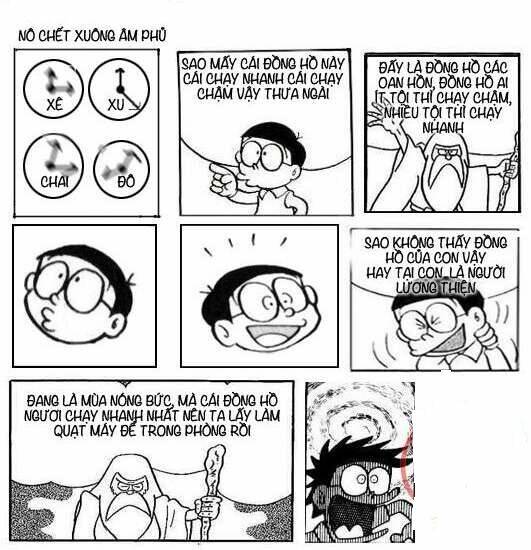 NÔ CHẾT XUỐNG ÂM PHỦ
XÊ
XU
CHAI
ĐÔ
SAO MẤY CÁI ĐỒNG HỒ NÀY
CÁI CHẠY NHANH CÁI CHẠY
CHẬM VẬY THƯA NGÀI
ĐẤY LÀ ĐỒNG HỒ CÁC
OAN HỒN, ĐỒNG HỒ AI
ÍT TỘI THÌ CHẠY CHẬM,
NHIỀU TỘI THÌ CHẠY
NHANH
SAO KHÔNG THẤY ĐỒNG
HỒ CỦA CON VẬY
HAY TẠI CON LÀ NGƯỜI
LƯƠNG THIỆN
ĐANG LÀ MÙA NÓNG BỨC, MÀ CÁI ĐỒNG HỒ
NGƯƠI CHẠY NHANH NHẤT NÊN TA LẤY LÀM
QUẠT MÁY ĐỂ TRONG PHÒNG RỒI